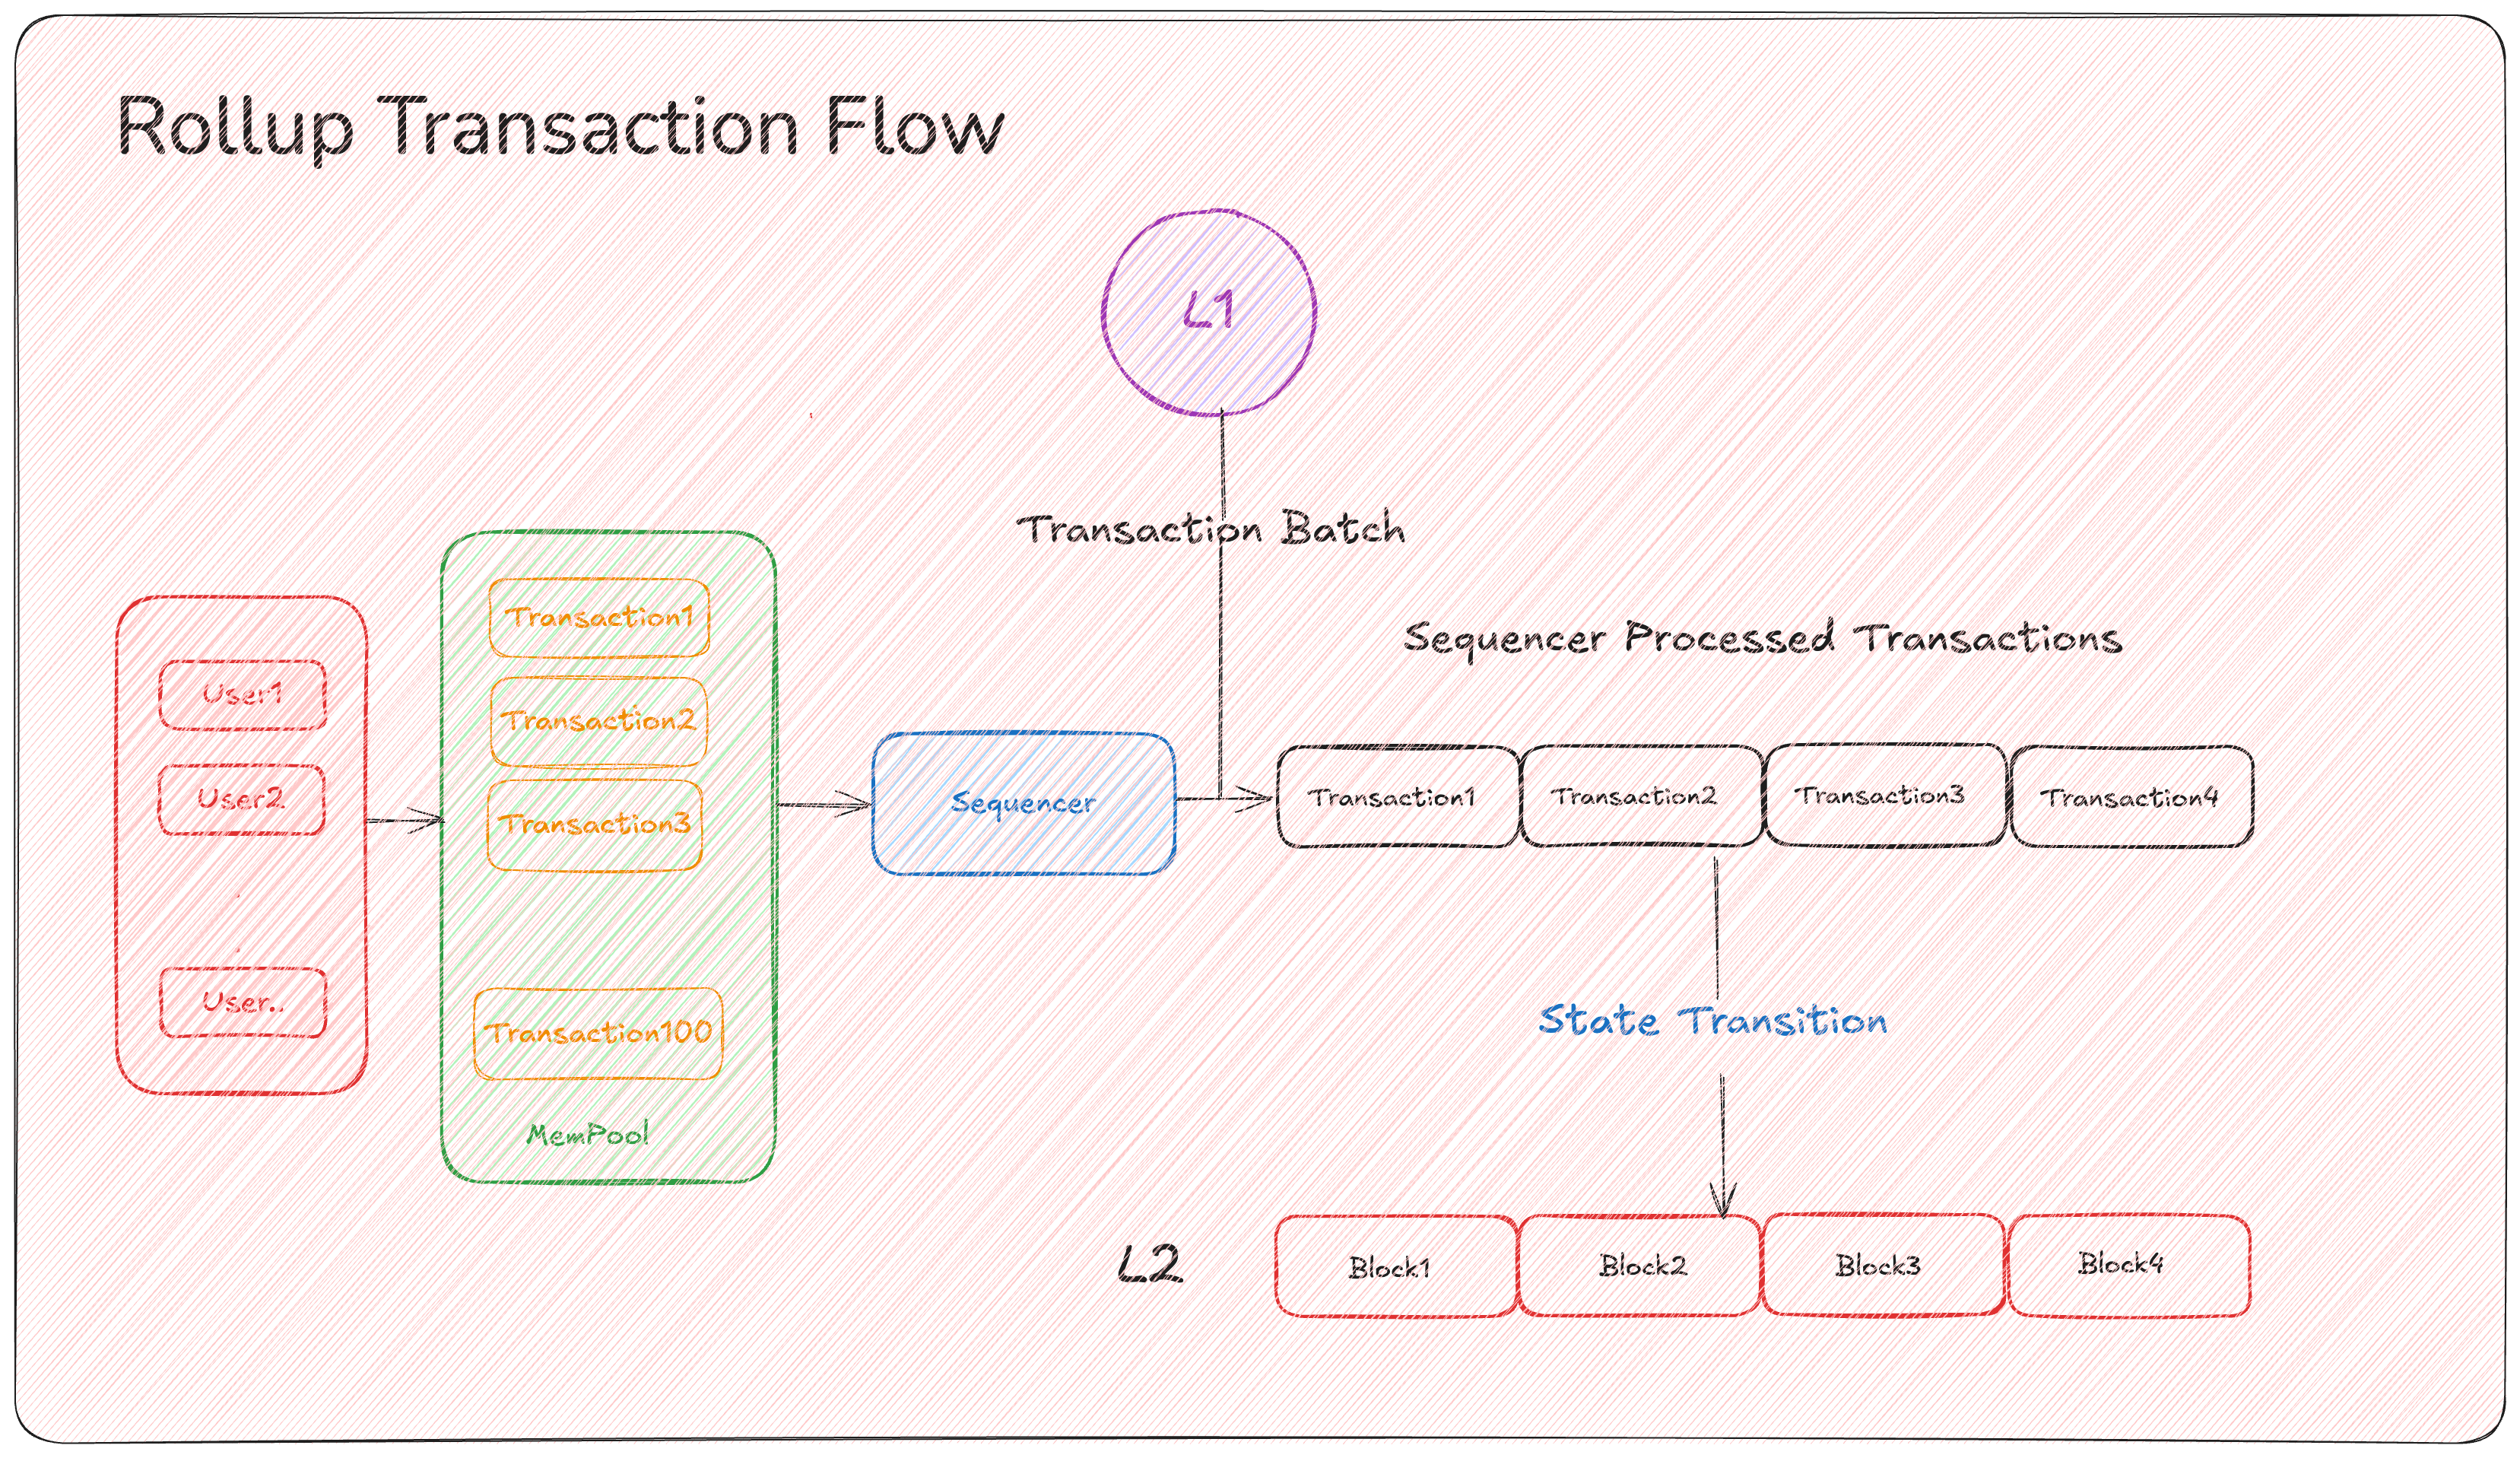 Rollup Transaction Flow
L1
Transaction Batch
Sequencer Processed Transactions
User1
User2
User..
Transaction1
Transaction2
Transaction3
Transaction100
MemPool
Sequencer
Transaction1
Transaction2
Transaction3
Transaction4
State Transition
L2
Block1
Block2
Block3
Block4